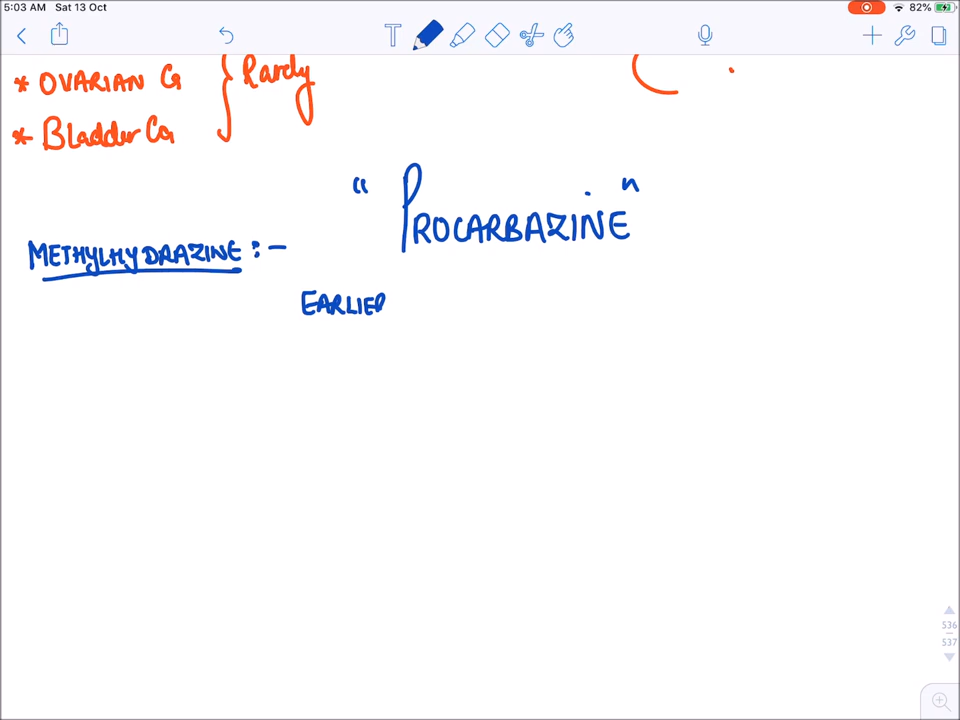 5:03 AM Sat 13 Oct
82%
* OVARIAN Ca
* Bladder Ca
} Rarely
" PROCARBAZINE "
METHYLHYDRAZINE :-
EARLIER
536
537